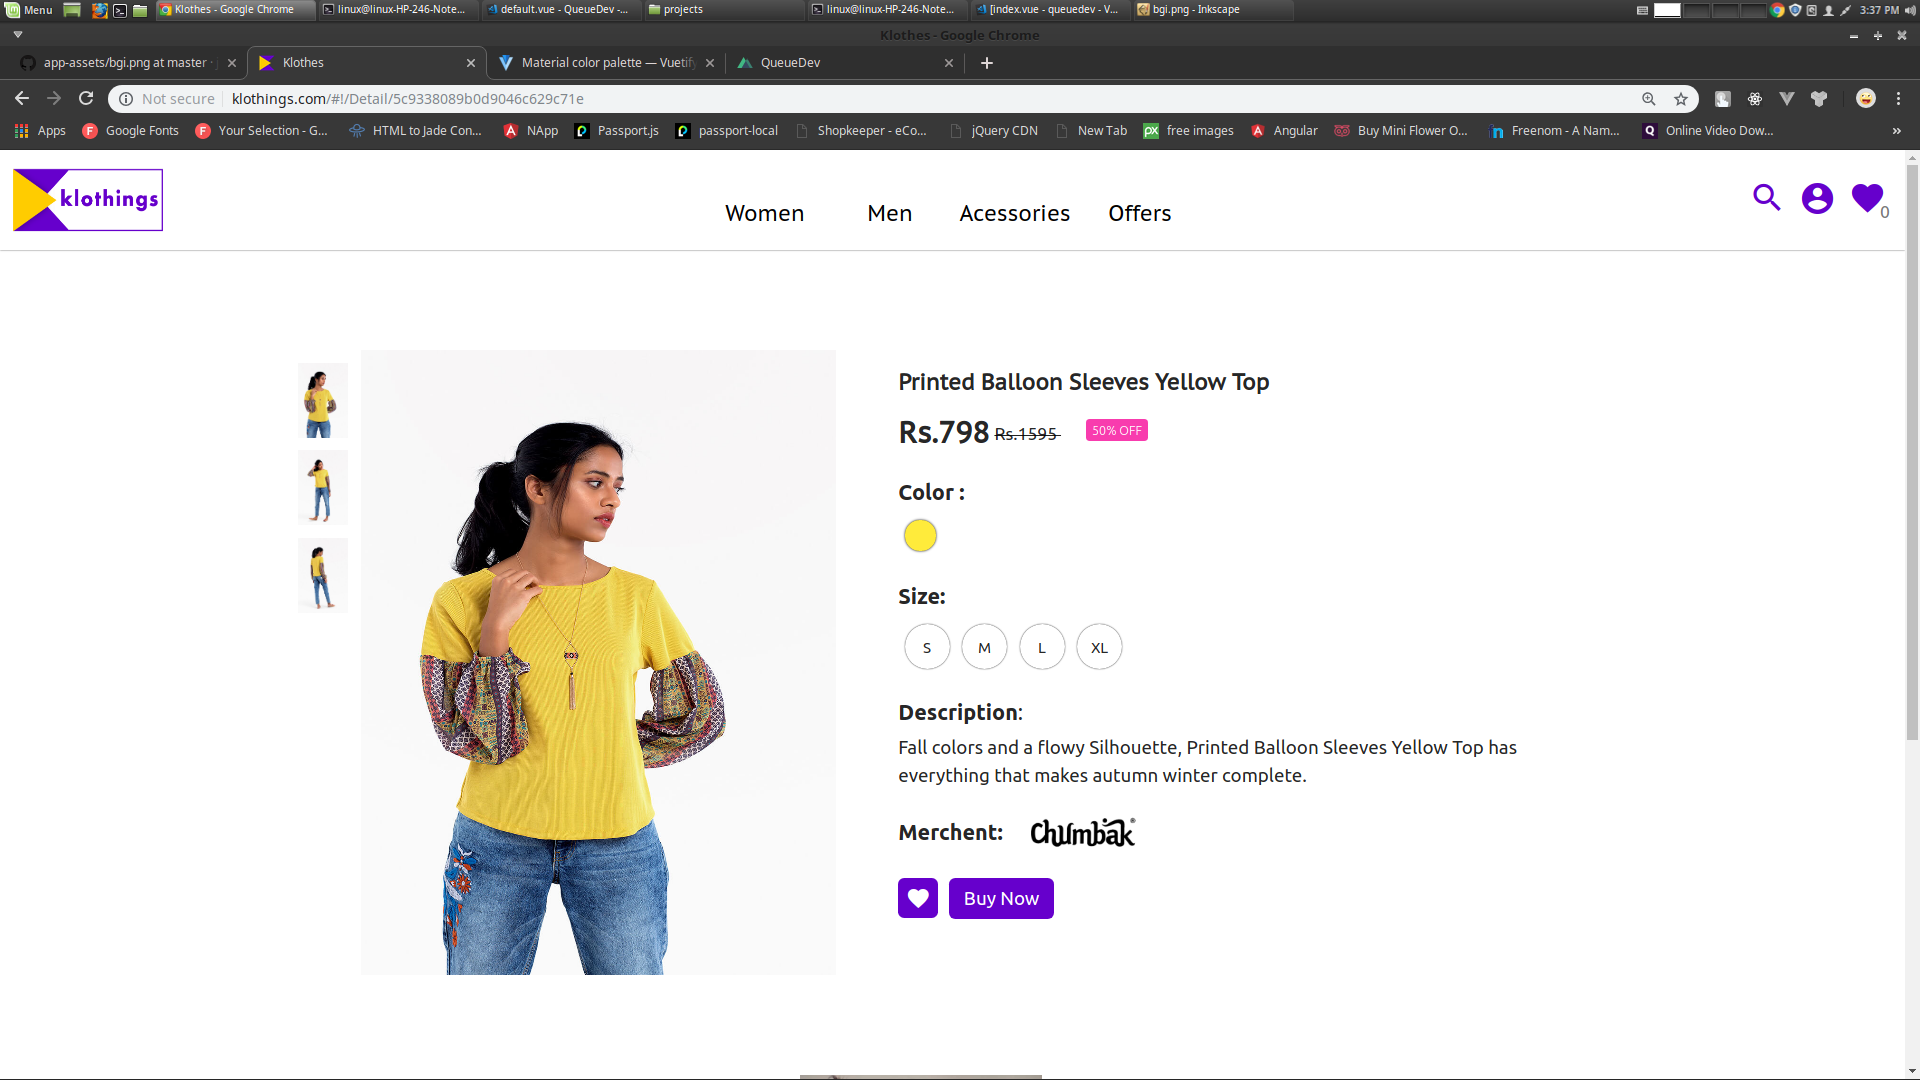 Menu
Klothes - Google Chrome
linux@linux-HP-246-Note...
default.vue - QueueDev -...
projects
linux@linux-HP-246-Note...
[index.vue - queuedev - V...
bgi.png - Inkscape
3:37 PM
Klothes - Google Chrome
app-assets/bgi.png at master ·
Klothes
Material color palette — Vuetify
QueueDev
Not secure
klothings.com/#!/Detail/5c9338089b0d9046c629c71e
Apps
Google Fonts
Your Selection - G...
HTML to Jade Con...
NApp
Passport.js
passport-local
Shopkeeper - eCo...
jQuery CDN
New Tab
free images
Angular
Buy Mini Flower O...
Freenom - A Nam...
Online Video Dow...
»
klothings
Women
Men
Acessories
Offers
0
Printed Balloon Sleeves Yellow Top
Rs.798 Rs.1595 50% OFF
Color :
Size:
S M L XL
Description:
Fall colors and a flowy Silhouette, Printed Balloon Sleeves Yellow Top has
everything that makes autumn winter complete.
Merchent: Chumbak®
Buy Now